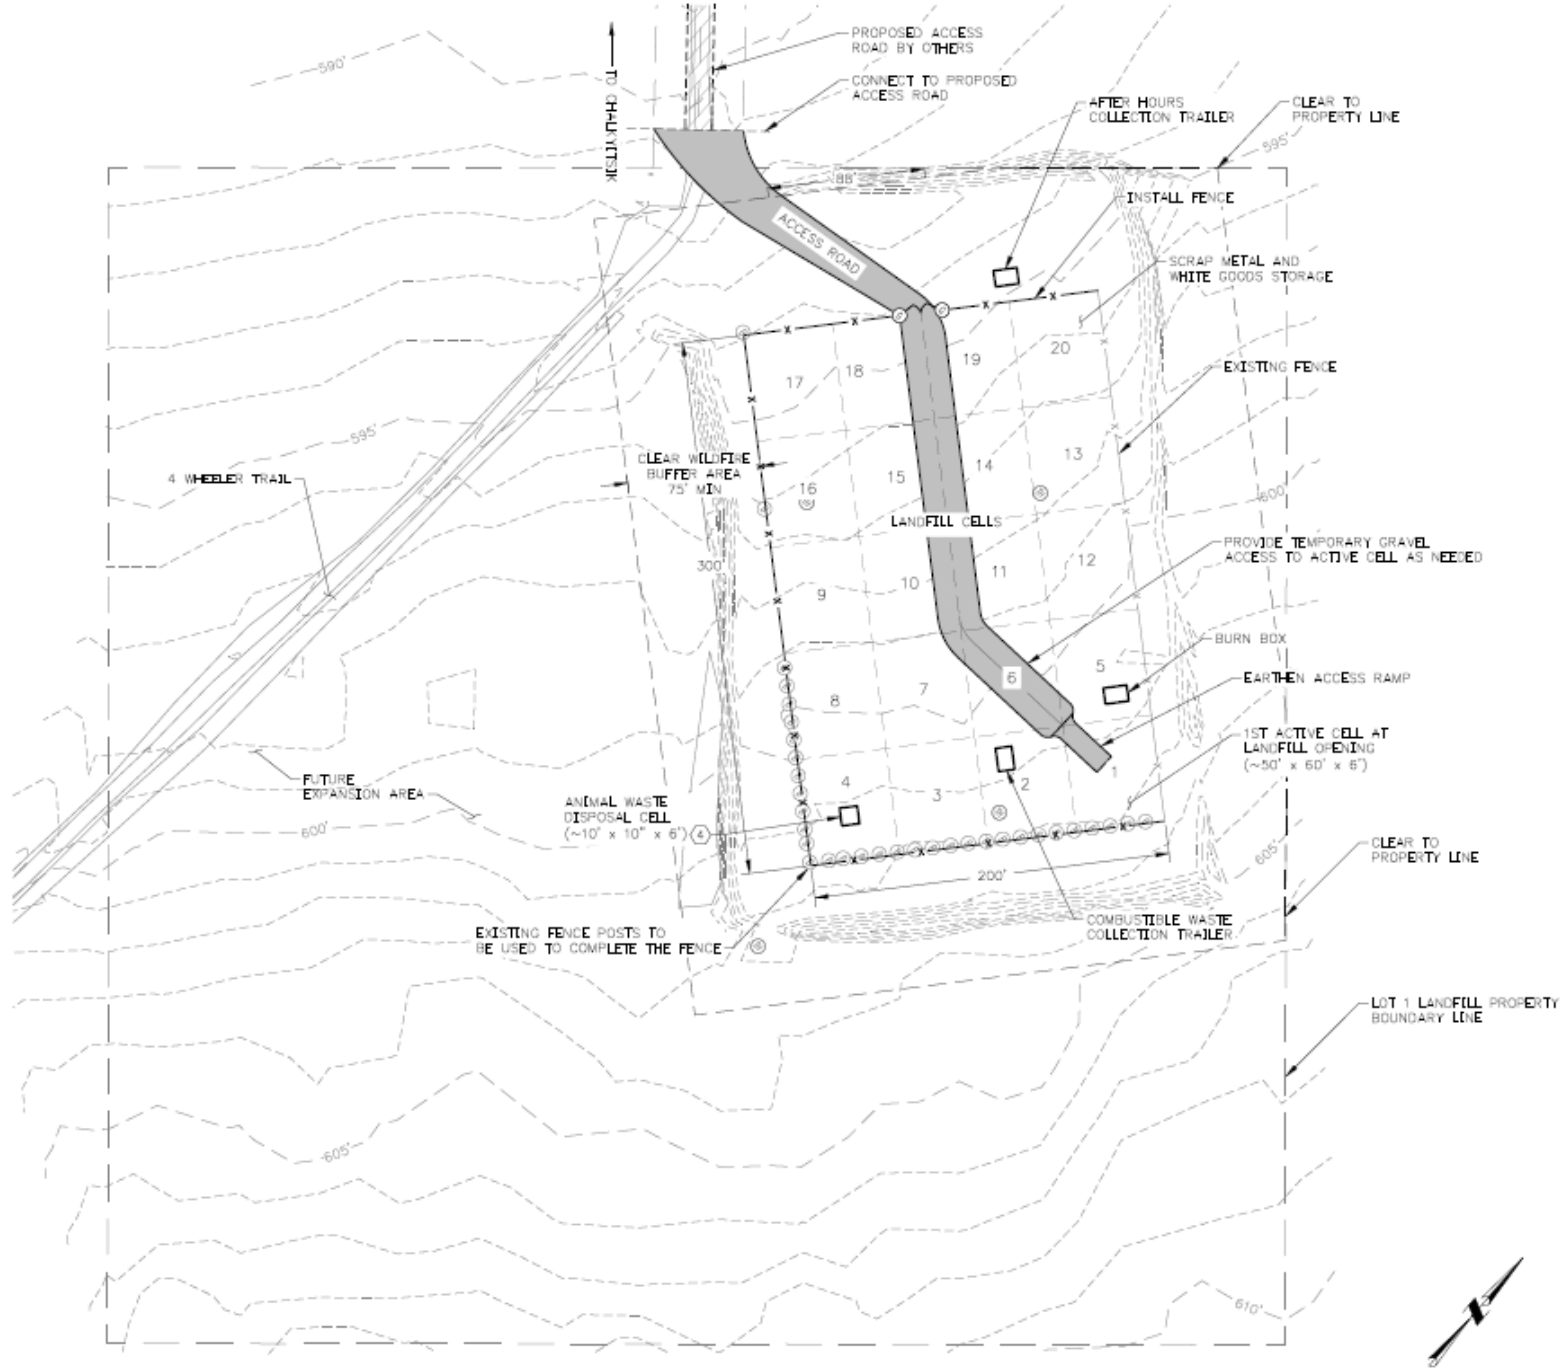 590'
TO CHALKYITSIK
PROPOSED ACCESS
ROAD BY OTHERS
CONNECT TO PROPOSED
ACCESS ROAD
AFTER HOURS
COLLECTION TRAILER
CLEAR TO
PROPERTY LINE
595'
88'
ACCESS ROAD
INSTALL FENCE
SCRAP METAL AND
WHITE GOODS STORAGE
17
18
19
20
EXISTING FENCE
595'
4 WHEELER TRAIL
CLEAR WILDFIRE
BUFFER AREA
75' MIN
16
15
14
13
600'
LANDFILL CELLS
PROVIDE TEMPORARY GRAVEL
ACCESS TO ACTIVE CELL AS NEEDED
300'
9
10
11
12
BURN BOX
8
7
6
5
EARTHEN ACCESS RAMP
1ST ACTIVE CELL AT
LANDFILL OPENING
(~50' x 60' x 6')
FUTURE
EXPANSION AREA
600'
ANIMAL WASTE
DISPOSAL CELL
(~10' x 10" x 6')
4
4
3
2
1
200'
CLEAR TO
PROPERTY LINE
605'
EXISTING FENCE POSTS TO
BE USED TO COMPLETE THE FENCE
COMBUSTIBLE WASTE
COLLECTION TRAILER
LOT 1 LANDFILL PROPERTY
BOUNDARY LINE
605'
610'
N